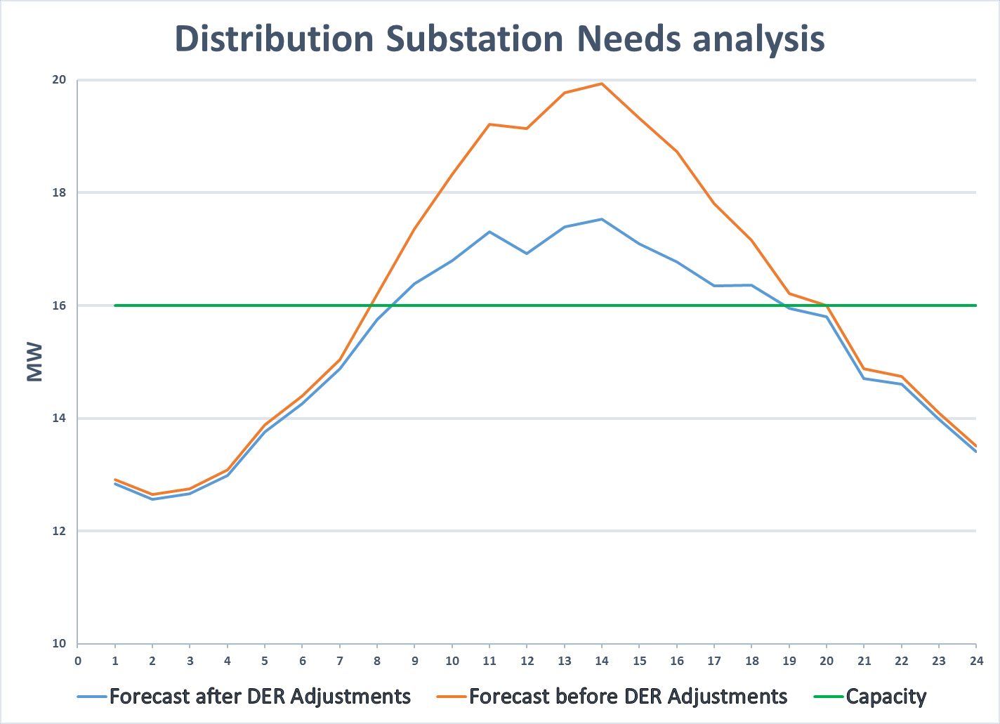 Distribution Substation Needs analysis
20
18
16
14
12
10
MW
0 1 2 3 4 5 6 7 8 9 10 11 12 13 14 15 16 17 18 19 20 21 22 23 24
Forecast after DER Adjustments Forecast before DER Adjustments Capacity